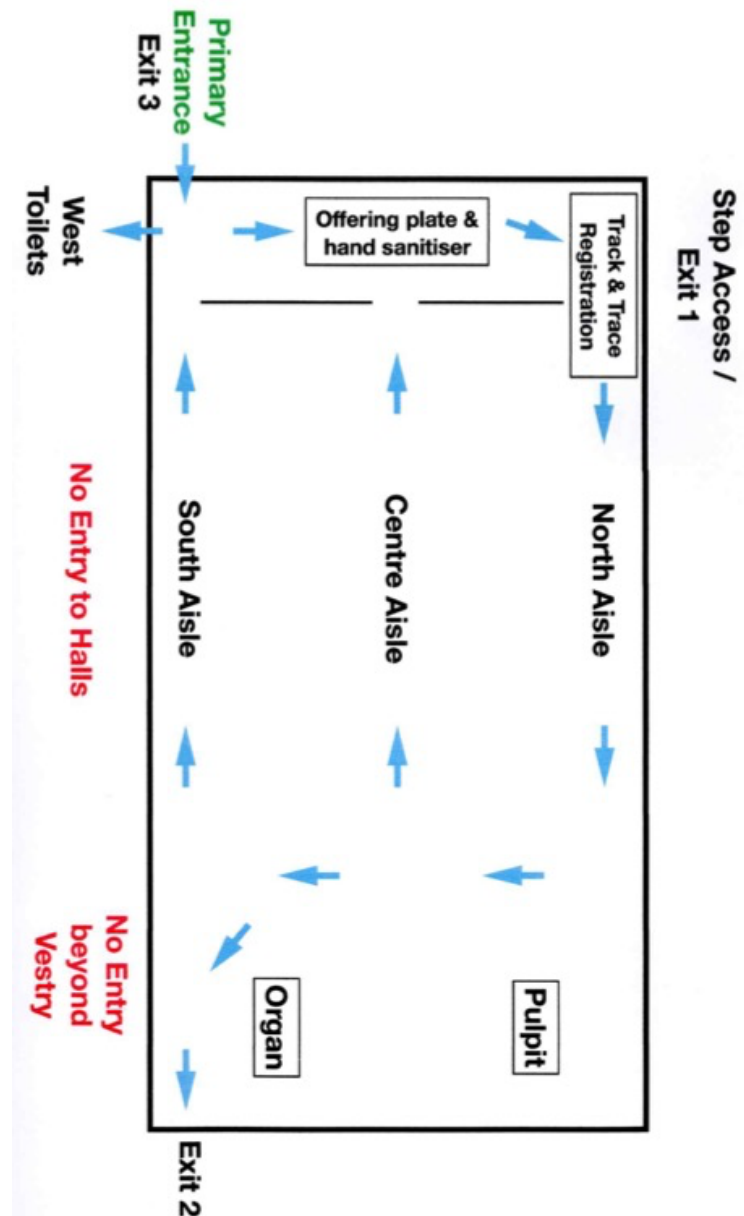 Primary
Entrance
Exit 3
West
Toilets
Offering plate &
hand sanitiser
Track & Trace
Registration
Step Access /
Exit 1
North Aisle
Centre Aisle
South Aisle
No Entry to Halls
No Entry
beyond
Vestry
Organ
Pulpit
Exit 2